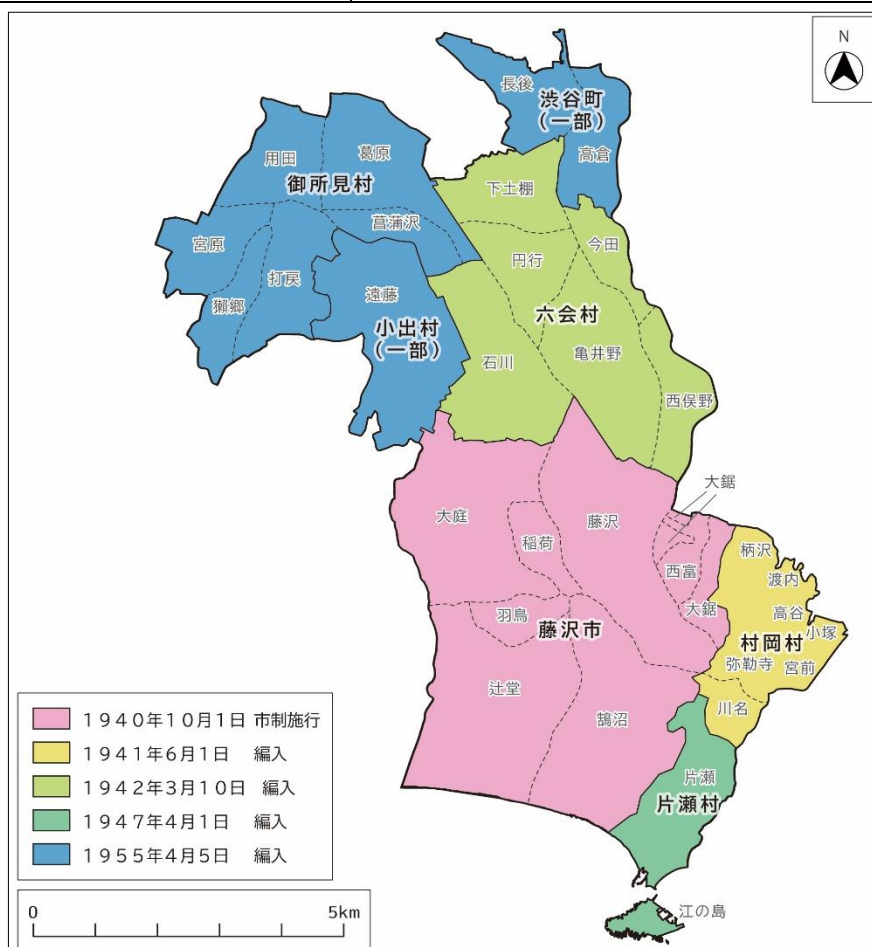 N
長後
渋谷町
（一部）
高倉
用田
葛原
御所見村
下土棚
菖蒲沢
今田
宮原
円行
打戻
遠藤
獺郷
六会村
小出村
（一部）
石川
亀井野
西俣野
大鋸
大庭
藤沢
稲荷
柄沢
西富
渡内
大鋸
高谷
羽鳥
小塚
藤沢市
村岡村
弥勒寺
宮前
辻堂
川名
鵠沼
片瀬
片瀬村
江の島
１９４０年１０月１日 市制施行
１９４１年６月１日 編入
１９４２年３月１０日 編入
１９４７年４月１日 編入
１９５５年４月５日 編入
0 5km